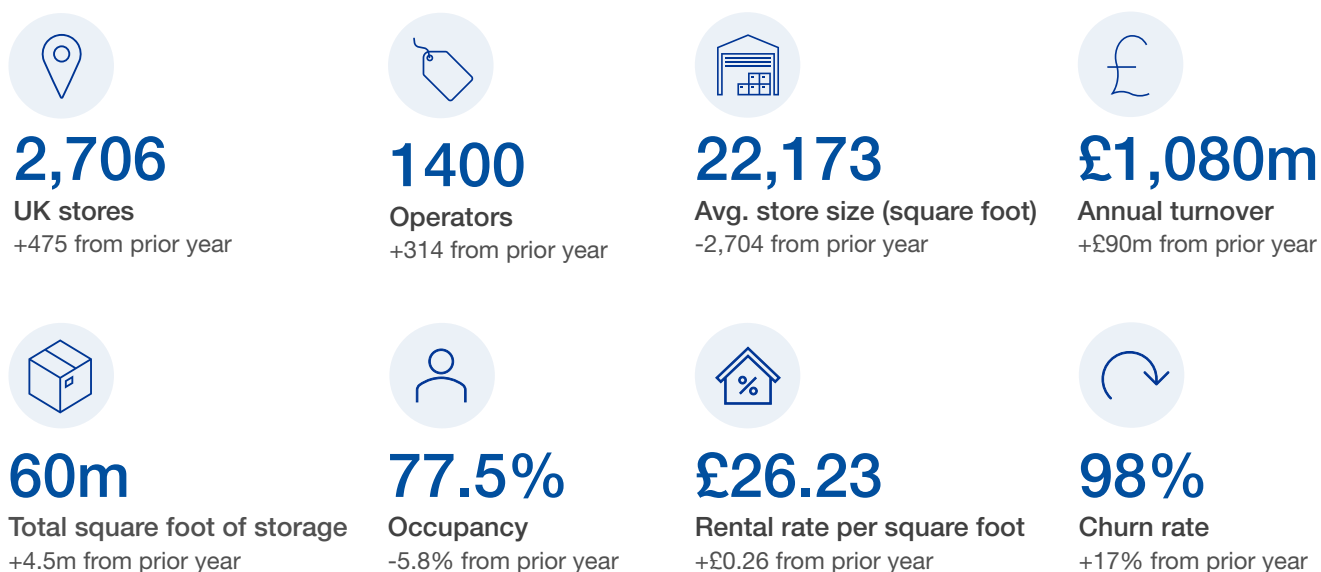 2,706
UK stores
+475 from prior year
1400
Operators
+314 from prior year
22,173
Avg. store size (square foot)
-2,704 from prior year
£1,080m
Annual turnover
+£90m from prior year
60m
Total square foot of storage
+4.5m from prior year
77.5%
Occupancy
-5.8% from prior year
%
£26.23
Rental rate per square foot
+£0.26 from prior year
98%
Churn rate
+17% from prior year